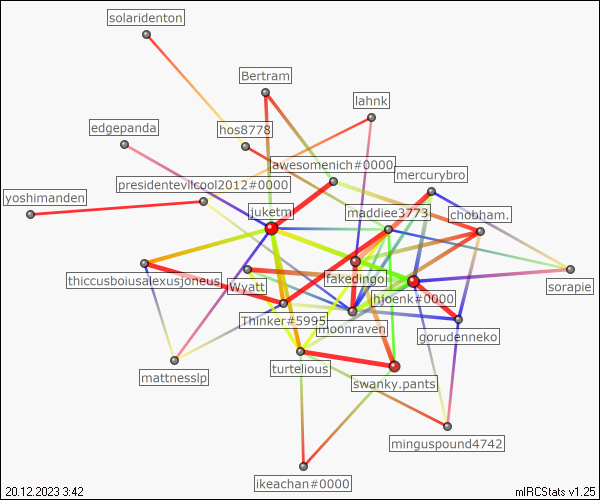 solaridenton
Bertram
lahnk
edgepanda
hos8778
awesomenich#0000
mercurybro
presidentevilcool2012#0000
yoshimanden
juketm
maddiee3773
chobham.
thiccusboiusalexusjoneus
Wyatt
fakedingo
hjoenk#0000
sorapie
Thinker#5995
moonraven
gorudenneko
mattnesslp
turtelious
swanky.pants
minguspound4742
ikeachan#0000
20.12.2023 3:42
mIRCStats v1.25